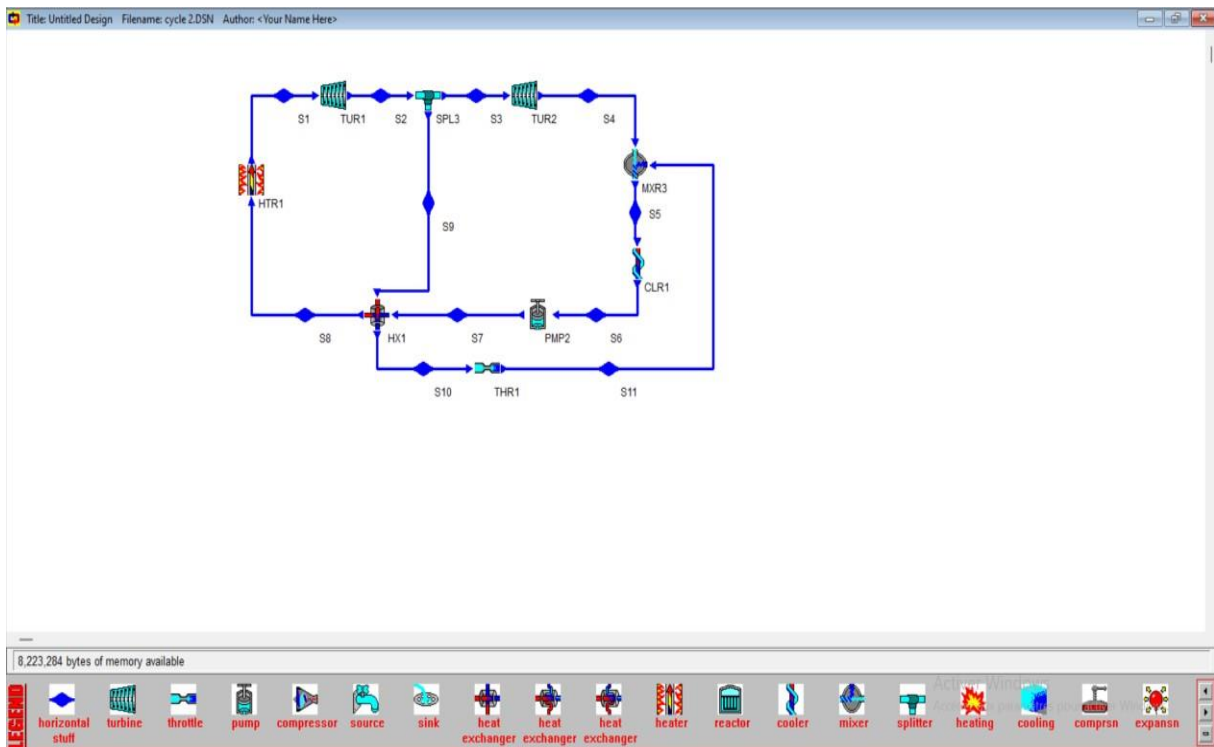 Title: Untitled Design Filename: cycle 2.DSN Author: <Your Name Here>
S1 TUR1 S2 SPL3 S3 TUR2 S4
MXR3
HTR1
S5
S9
CLR1
S8 HX1 S7 PMP2 S6
S10 THR1 S11
8,223,284 bytes of memory available
LEGEND
horizontal stuff
turbine
throttle
pump
compressor
source
sink
heat exchanger
heat exchanger
heat exchanger
heater
reactor
cooler
mixer
splitter
heating
cooling
comprsn
expansn